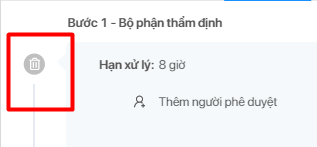 Bước 1 - Bộ phận thẩm định
Hạn xử lý: 8 giờ
Thêm người phê duyệt